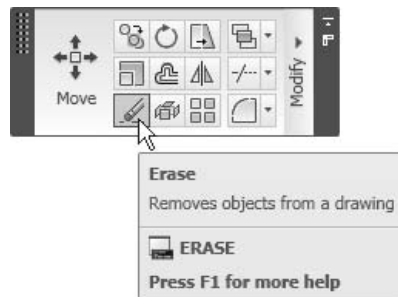 Move
Modify
Erase
Removes objects from a drawing
ERASE
Press F1 for more help